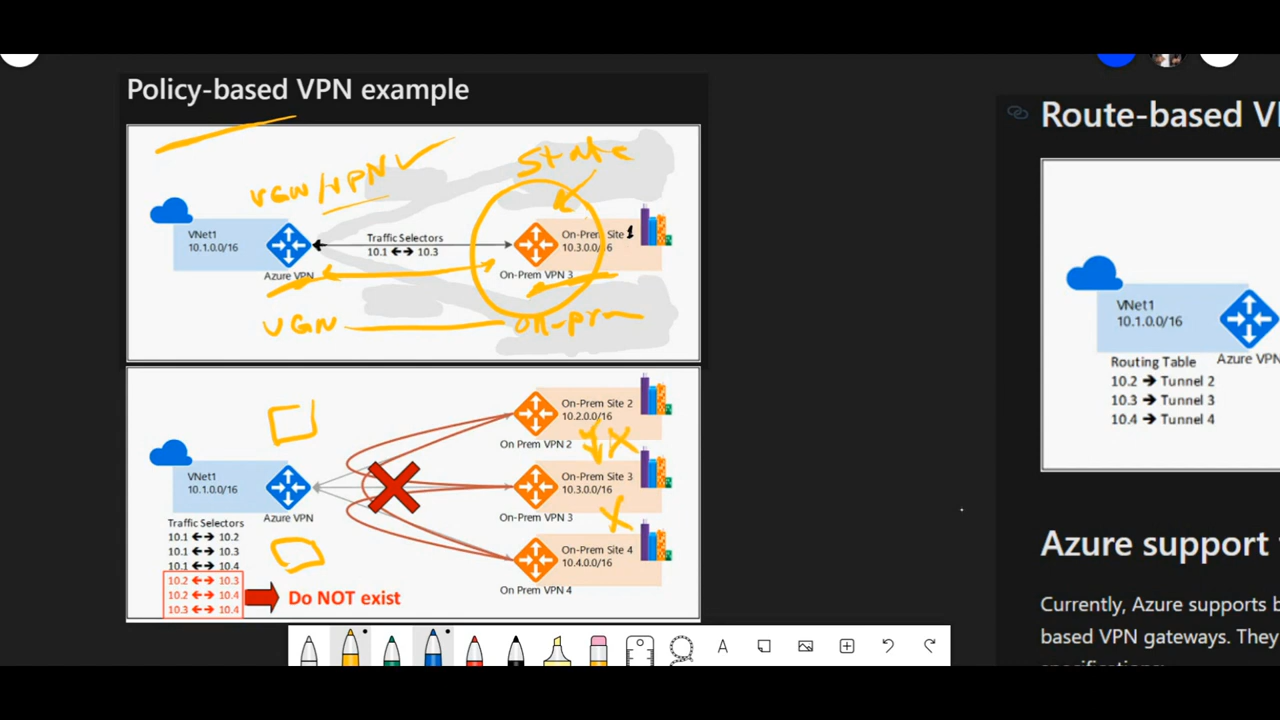 Policy-based VPN example
VGW/VPN
State
VNet1
10.1.0.0/16
Azure VPN
Traffic Selectors
10.1 ↔ 10.3
On-Prem Site 1
10.3.0.0/16
On-Prem VPN 3
VGN
on-prem
VNet1
10.1.0.0/16
Azure VPN
Traffic Selectors
10.1 ↔ 10.2
10.1 ↔ 10.3
10.1 ↔ 10.4
10.2 ↔ 10.3
10.2 ↔ 10.4
10.3 ↔ 10.4
Do NOT exist
On-Prem Site 2
10.2.0.0/16
On Prem VPN 2
On-Prem Site 3
10.3.0.0/16
On-Prem VPN 3
On-Prem Site 4
10.4.0.0/16
On Prem VPN 4
Route-based V
VNet1
10.1.0.0/16
Azure VPN
Routing Table
10.2 → Tunnel 2
10.3 → Tunnel 3
10.4 → Tunnel 4
Azure support
Currently, Azure supports b
based VPN gateways. They